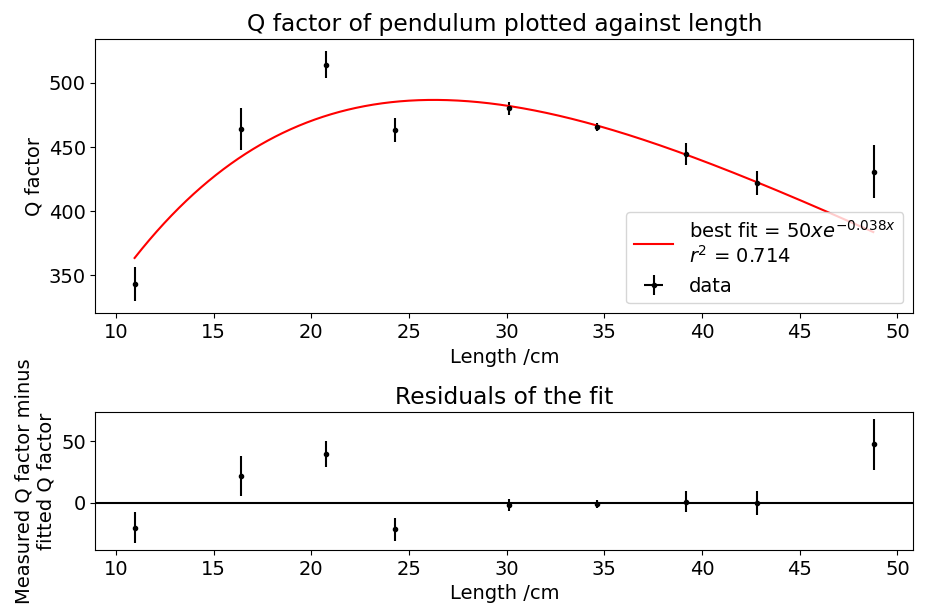 Q factor of pendulum plotted against length
Q factor
500
450
400
350
best fit = 50xe^{-0.038x}
r² = 0.714
data
10 15 20 25 30 35 40 45 50
Length /cm
Residuals of the fit
Measured Q factor minus
fitted Q factor
50
0
10 15 20 25 30 35 40 45 50
Length /cm